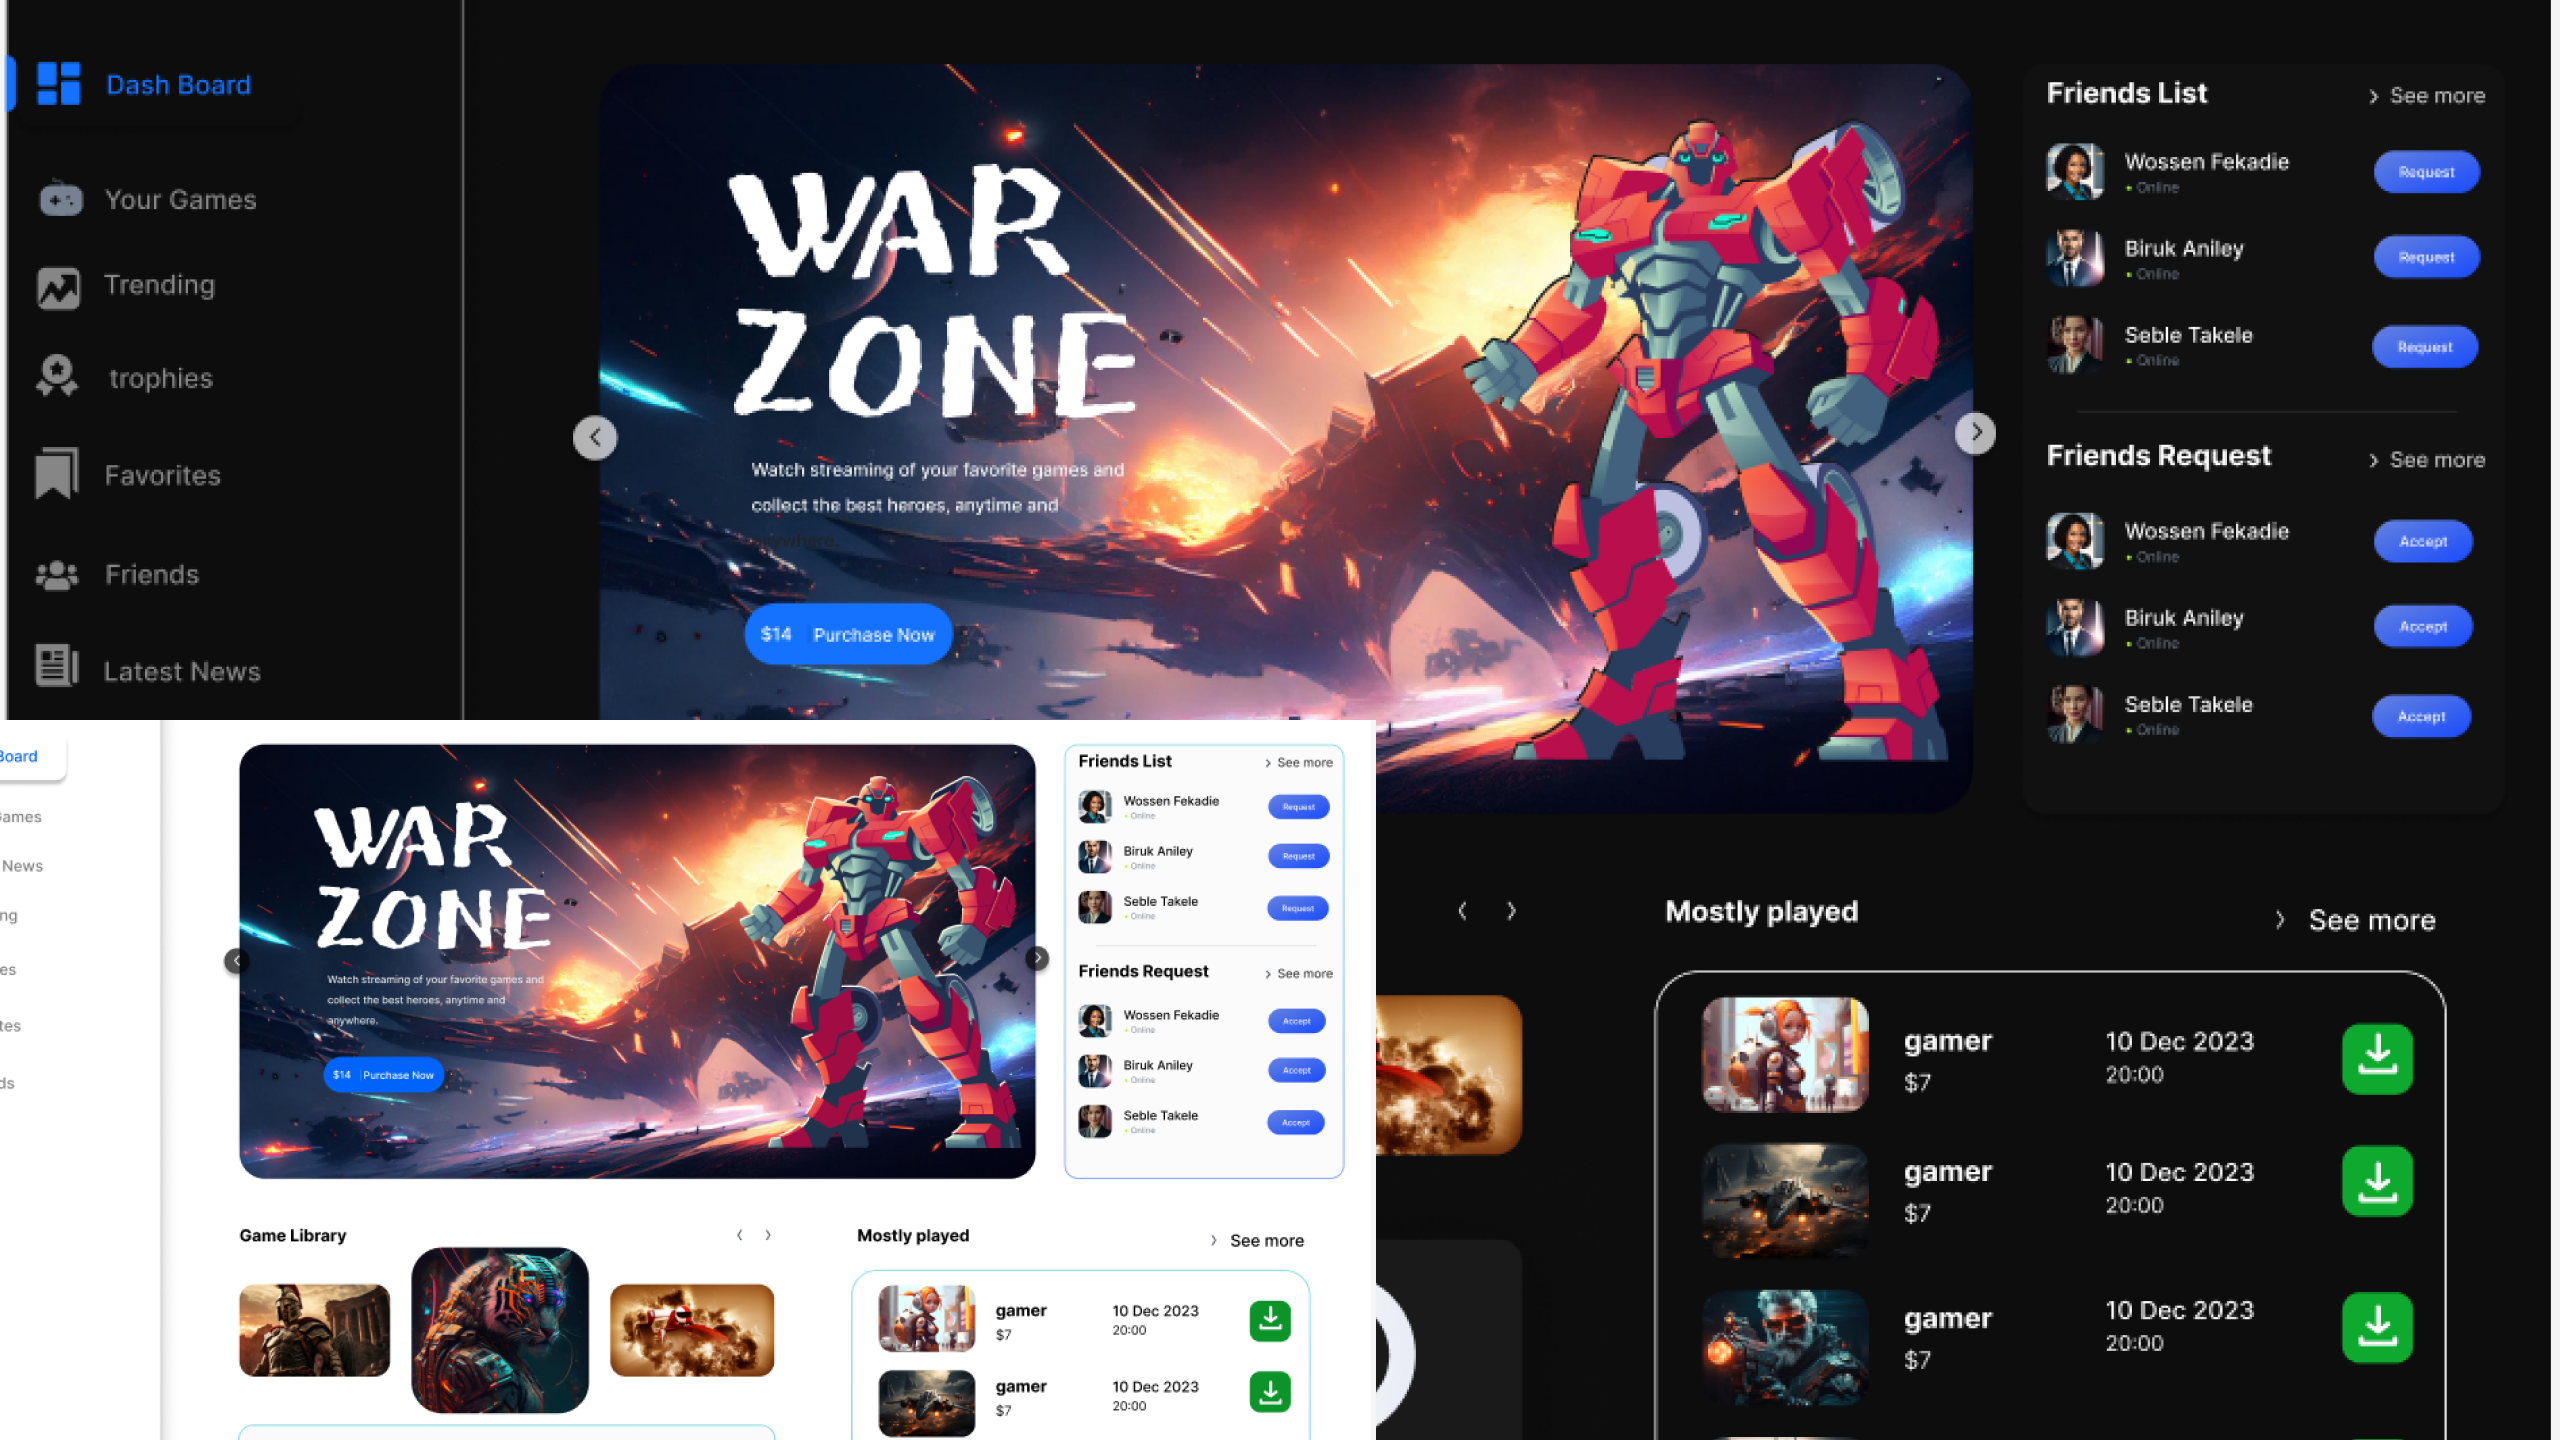 Dash Board
Your Games
Trending
trophies
Favorites
Friends
Latest News
WAR
ZONE
Watch streaming of your favorite games and
collect the best heroes, anytime and
anywhere.
$14 Purchase Now
Friends List
See more
Wossen Fekadie
Online
Request
Biruk Aniley
Online
Request
Seble Takele
Online
Request
Friends Request
See more
Wossen Fekadie
Online
Accept
Biruk Aniley
Online
Accept
Seble Takele
Online
Accept
Mostly played
See more
gamer
$7
10 Dec 2023
20:00
gamer
$7
10 Dec 2023
20:00
gamer
$7
10 Dec 2023
20:00
Board
Games
News
ng
es
tes
ds
WAR
ZONE
Watch streaming of your favorite games and
collect the best heroes, anytime and
anywhere.
$14 Purchase Now
Friends List
See more
Wossen Fekadie
Online
Request
Biruk Aniley
Online
Request
Seble Takele
Online
Request
Friends Request
See more
Wossen Fekadie
Online
Accept
Biruk Aniley
Online
Accept
Seble Takele
Online
Accept
Game Library
Mostly played
See more
gamer
$7
10 Dec 2023
20:00
gamer
$7
10 Dec 2023
20:00